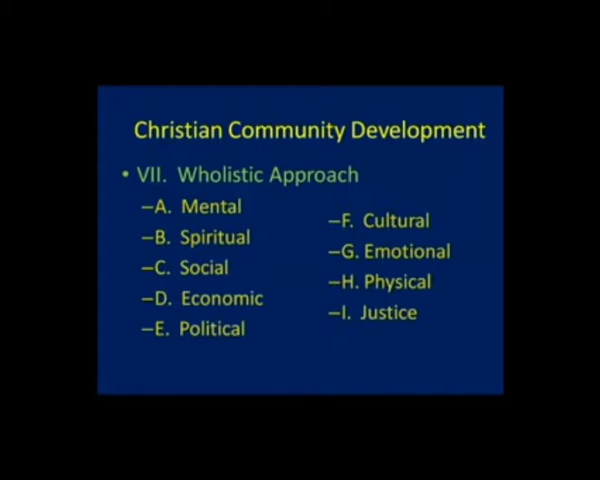 Christian Community Development
• VII. Wholistic Approach
–A. Mental
–B. Spiritual
–C. Social
–D. Economic
–E. Political
–F. Cultural
–G. Emotional
–H. Physical
–I. Justice